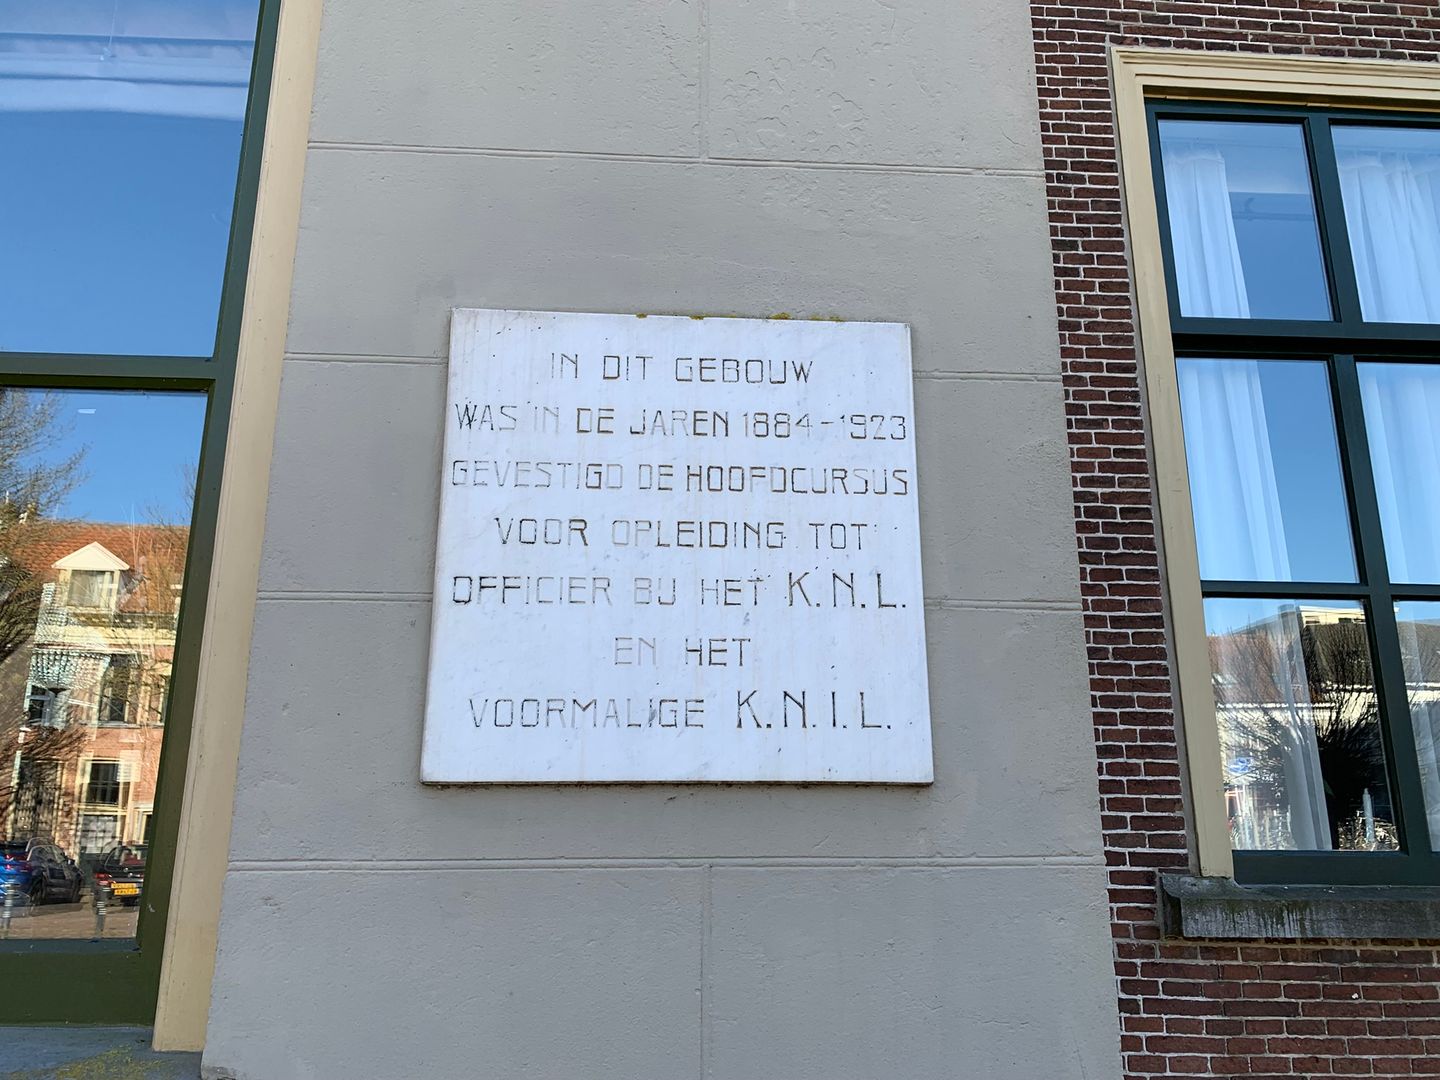 IN DIT GEBOUW
WAS IN DE JAREN 1884-1923
GEVESTIGD DE HOOFDCURSUS
VOOR OPLEIDING TOT
OFFICIER BIJ HET K.N.L.
EN HET
VOORMALIGE K.N.I.L.